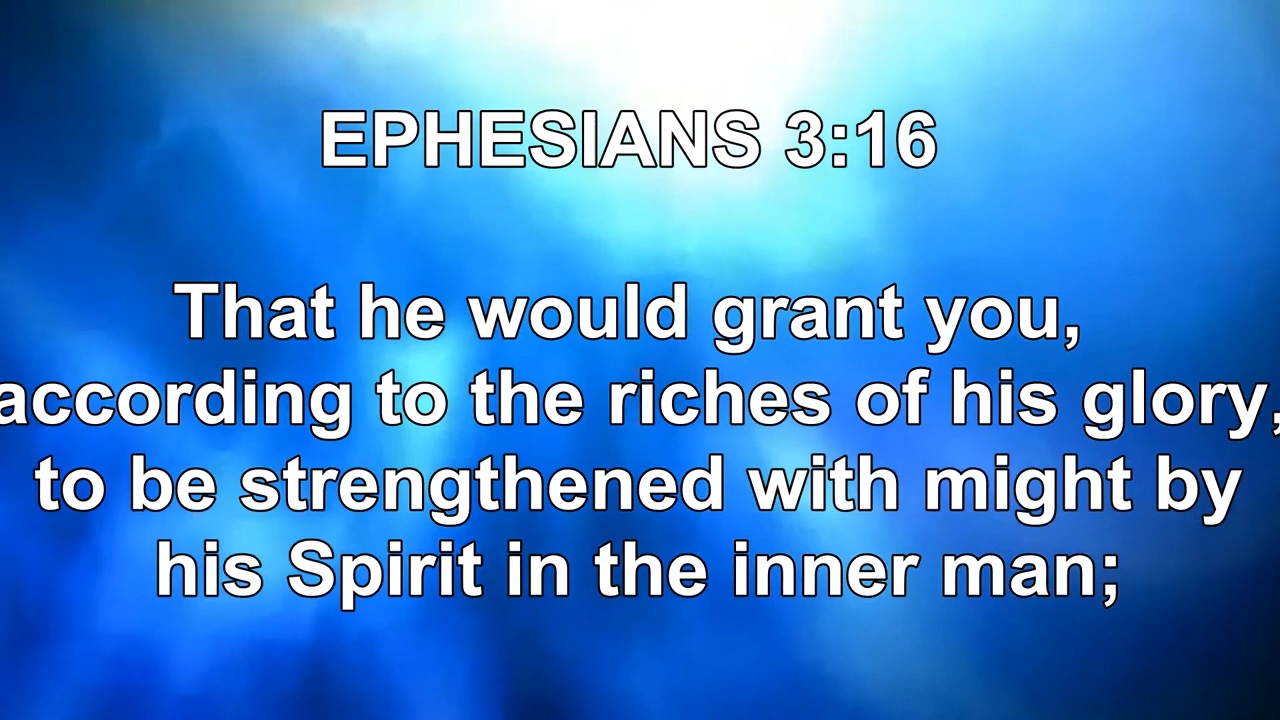 EPHESIANS 3:16
That he would grant you,
according to the riches of his glory,
to be strengthened with might by
his Spirit in the inner man;